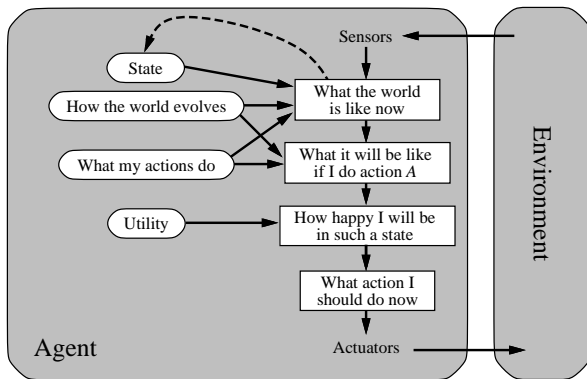 Sensors
State
What the world
is like now
How the world evolves
What it will be like
if I do action A
What my actions do
How happy I will be
in such a state
Utility
What action I
should do now
Agent
Actuators
Environment